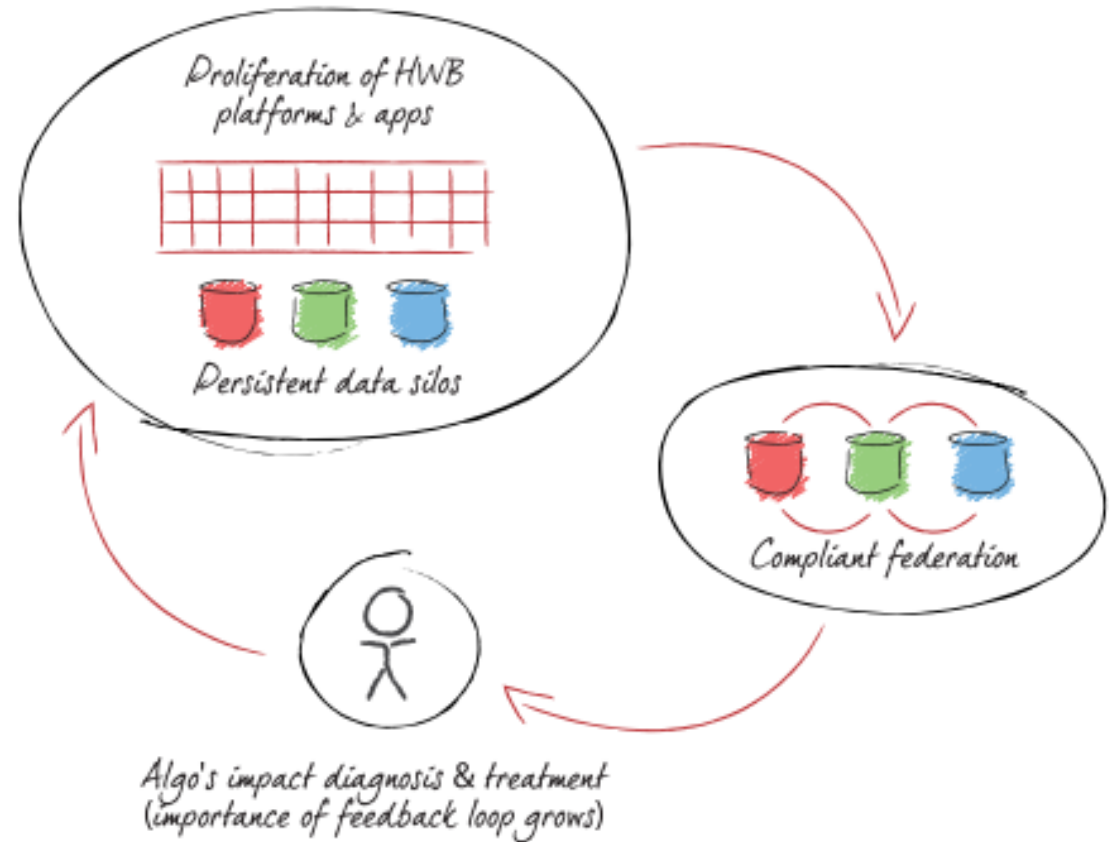 Proliferation of HWB
platforms & apps
Persistent data silos
Compliant federation
Algo's impact diagnosis & treatment
(importance of feedback loop grows)